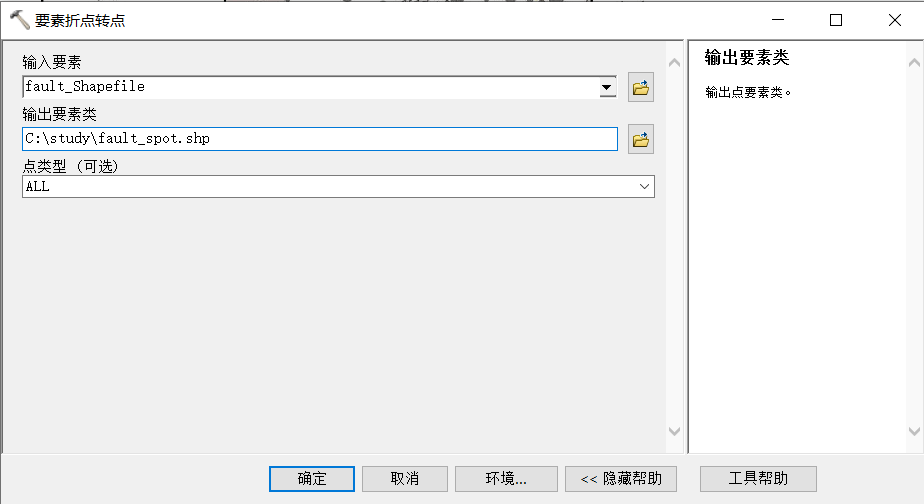 要素折点转点
输入要素
fault_Shapefile
输出要素类
C:\study\fault_spot.shp
点类型 (可选)
ALL
输出要素类
输出点要素类。
确定
取消
环境...
<< 隐藏帮助
工具帮助